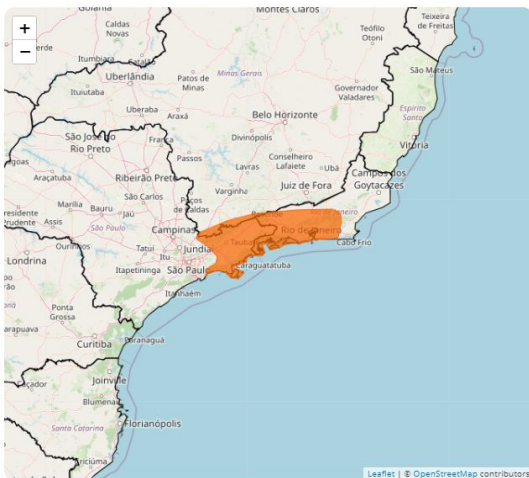 +
−
Caldas
Novas
Montes Claros
Teófilo
Otoni
Teixeira
de Freitas
Itumbiara
Catalão
Uberlândia
Patos de
Minas
Minas Gerais
São Mateus
Ituiutaba
Governador
Valadares
Uberaba
Araxá
Belo Horizonte
Espírito
Santo
Divinópolis
Vitória
São José do
Rio Preto
Franca
Passos
Conselheiro
Lafaiete
Ubá
Lavras
Araçatuba
Ribeirão Preto
Varginha
Juiz de Fora
Campos dos
Goytacazes
São Carlos
Poços
de Caldas
Marília
Bauru
Jaú
Assis
São Paulo
Campinas
Rio de Janeiro
Cabo Frio
Ourinhos
Tatuí
Itu
Jundiaí
Taubaté
Londrina
Itapetininga
São Paulo
Caraguatatuba
Itanhaém
Ponta
Grossa
Curitiba
Paranaguá
Joinville
Blumenau
Santa Catarina
Florianópolis
Leaflet | © OpenStreetMap contributors